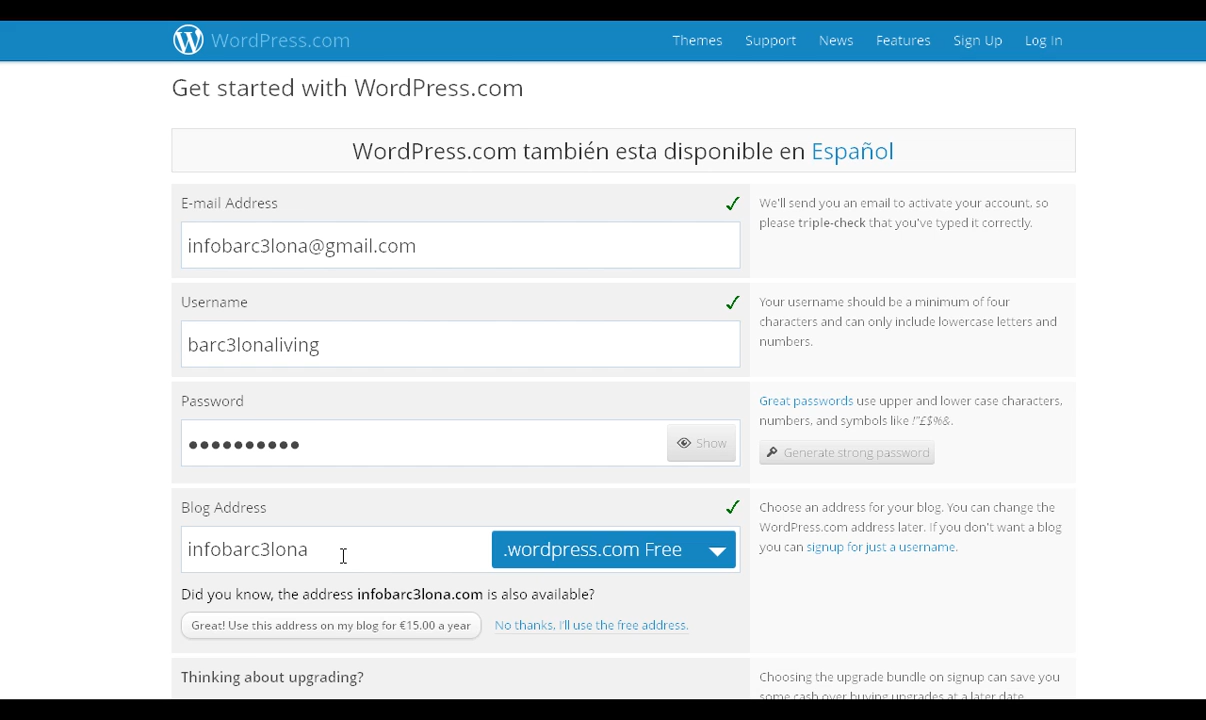 WordPress.com
Themes Support News Features Sign Up Log In
Get started with WordPress.com
WordPress.com también esta disponible en Español
E-mail Address
infobarc3lona@gmail.com
We'll send you an email to activate your account, so
please triple-check that you've typed it correctly.
Username
barc3lonaliving
Your username should be a minimum of four
characters and can only include lowercase letters and
numbers.
Password
●●●●●●●●●●
Show
Great passwords use upper and lower case characters,
numbers, and symbols like !"£$%&.
Generate strong password
Blog Address
infobarc3lona
.wordpress.com Free
Did you know, the address infobarc3lona.com is also available?
Great! Use this address on my blog for €15.00 a year
No thanks, I'll use the free address.
Choose an address for your blog. You can change the
WordPress.com address later. If you don't want a blog
you can signup for just a username.
Thinking about upgrading?
Choosing the upgrade bundle on signup can save you
some cash over buying upgrades at a later date.